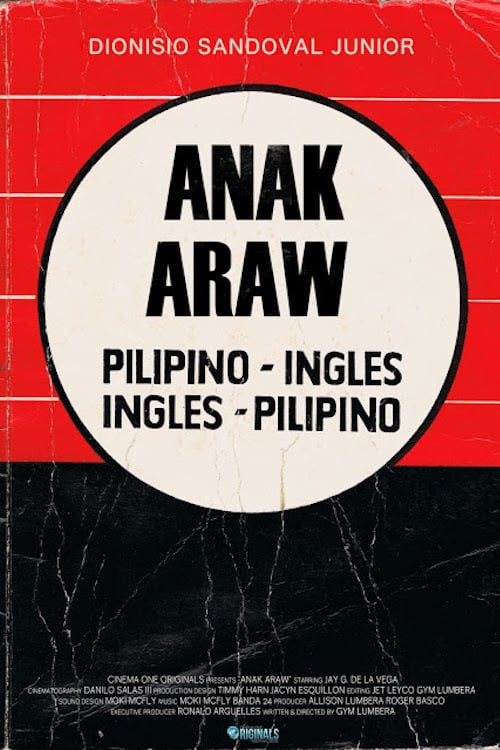 DIONISIO SANDOVAL JUNIOR
ANAK
ARAW
PILIPINO - INGLES
INGLES - PILIPINO
CINEMA ONE ORIGINALS PRESENTS "ANAK ARAW" STARRING JAY G. DE LA VEGA
CINEMATOGRAPHY DANILO SALAS III PRODUCTION DESIGN TIMMY HARN JACYN ESQUILLON EDITING JET LEYCO GYM LUMBERA
SOUND DESIGN MOKI MCFLY MUSIC MOKI MCFLY BANDA 24 PRODUCER ALLISON LUMBERA ROGER BASCO
EXECUTIVE PRODUCER RONALD ARGUELLES WRITTEN & DIRECTED BY GYM LUMBERA
ORIGINALS